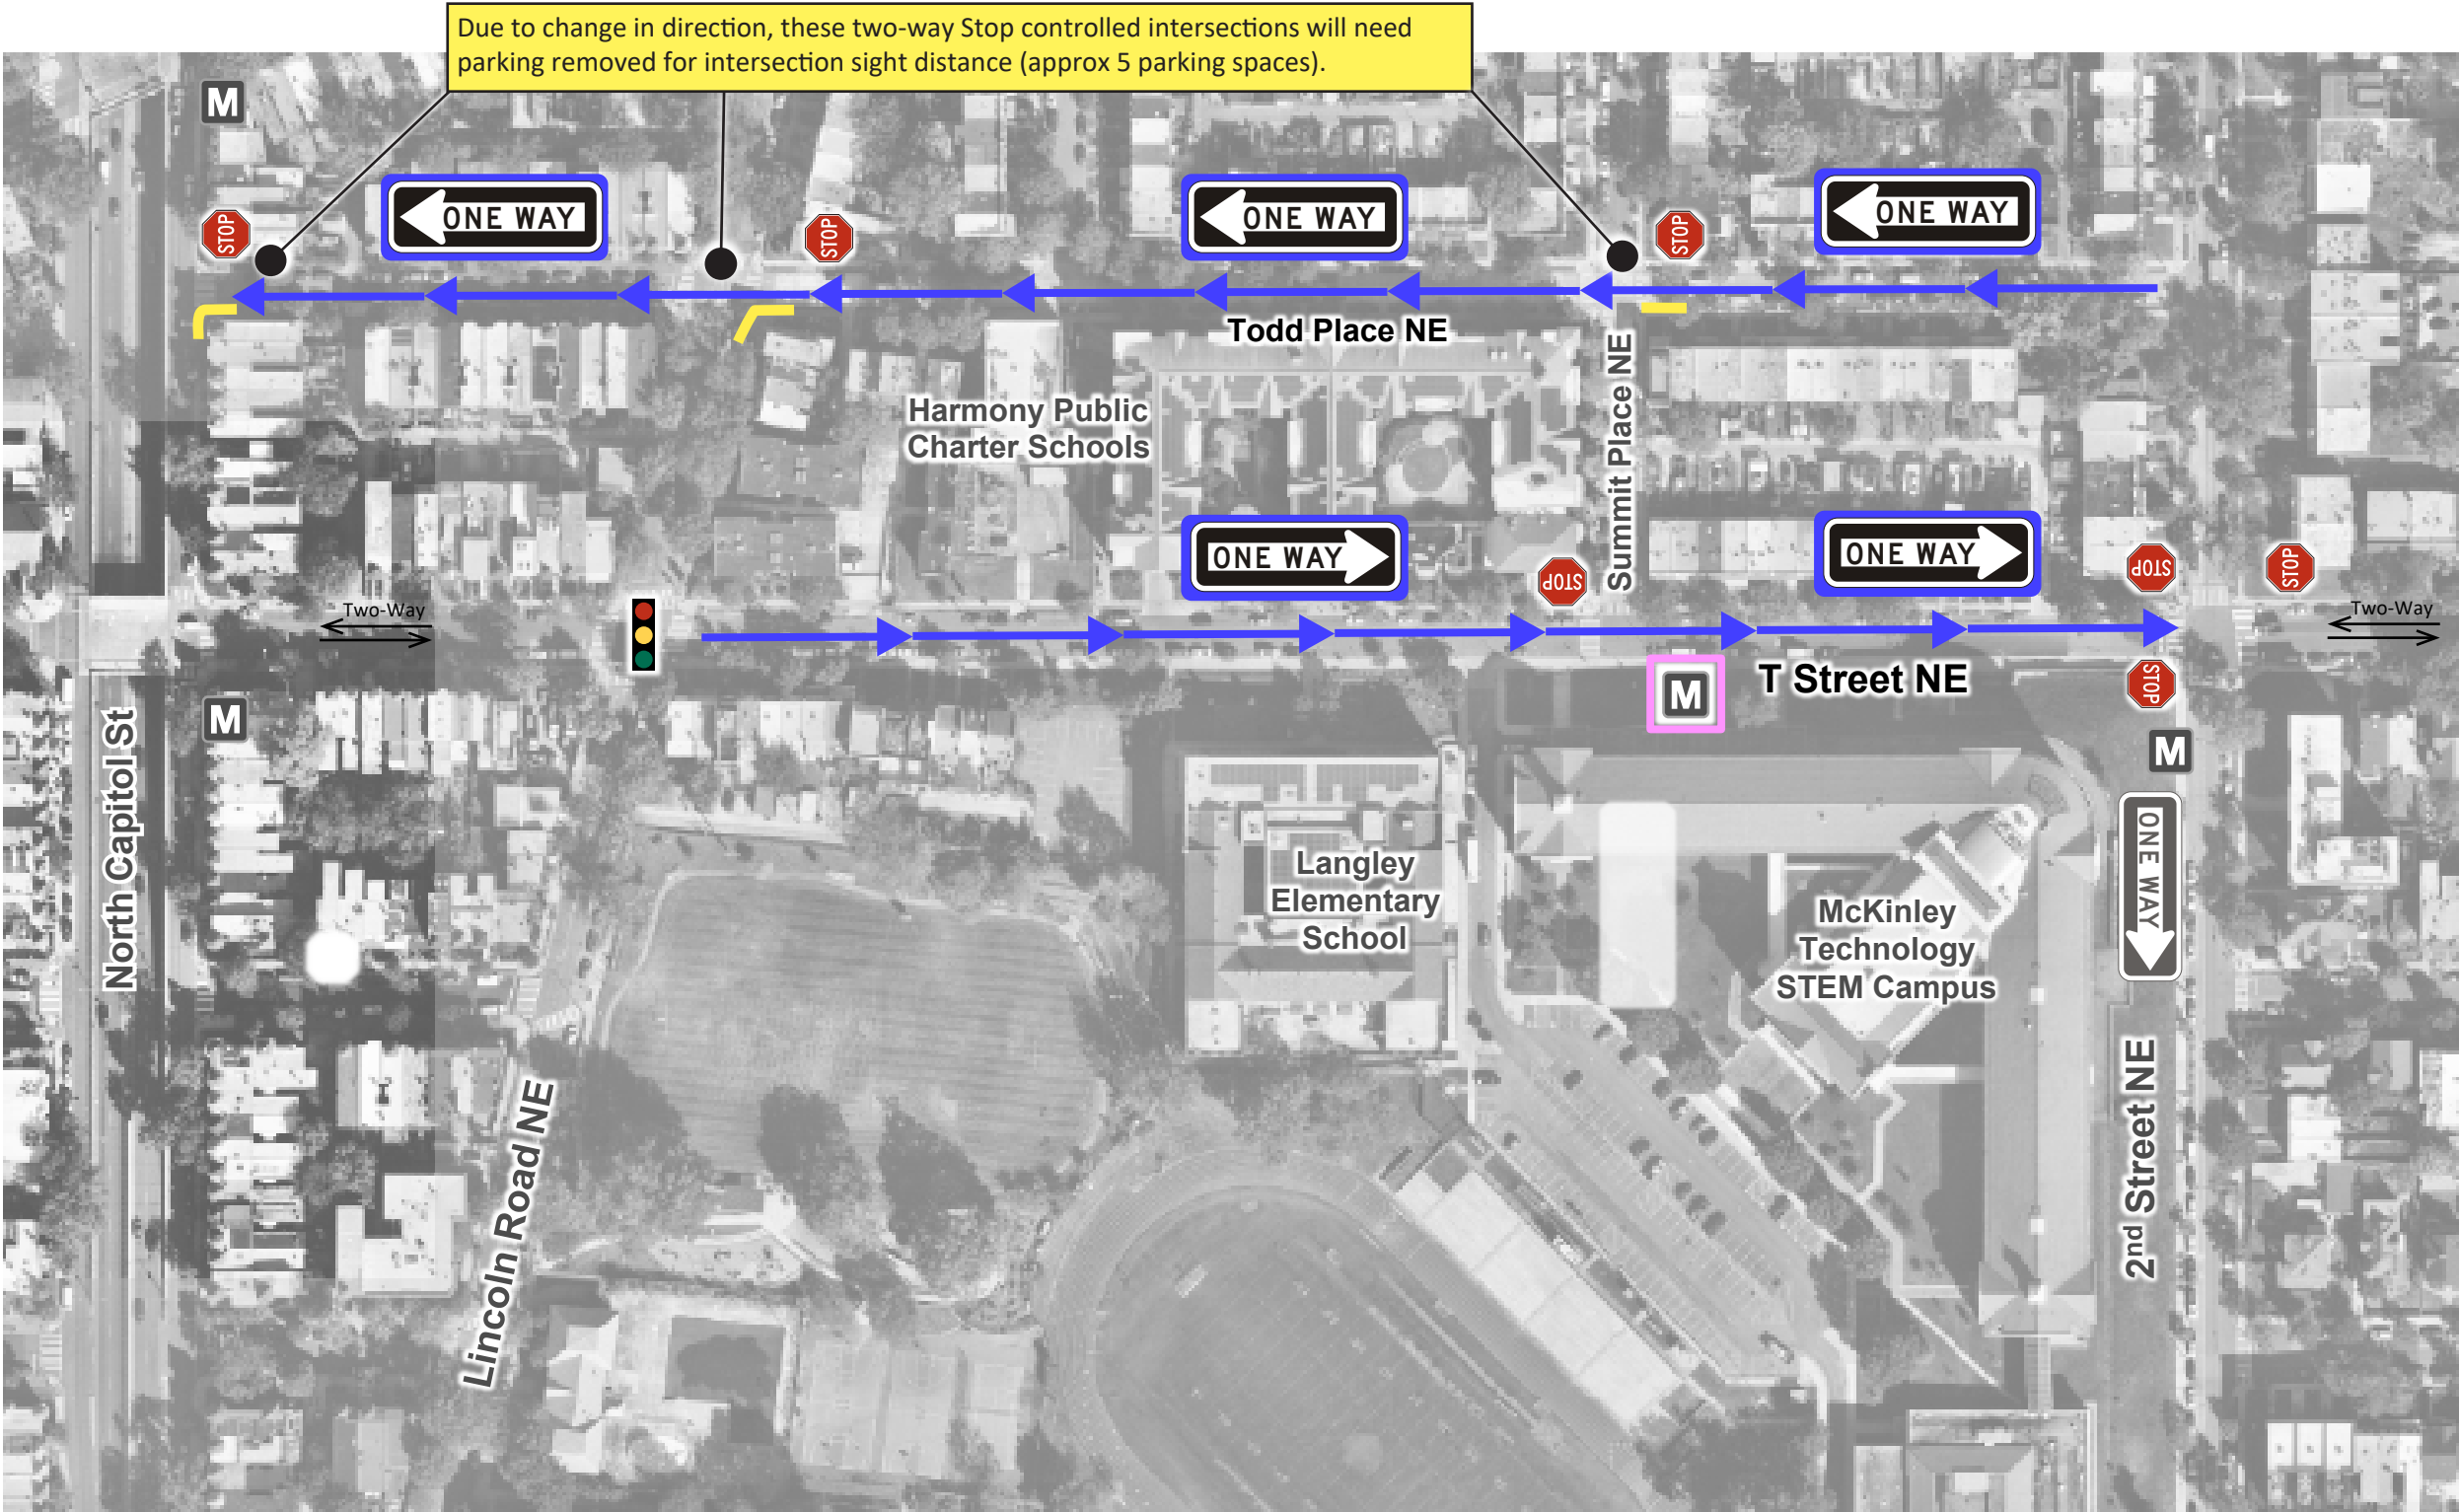 Due to change in direction, these two-way Stop controlled intersections will need
parking removed for intersection sight distance (approx 5 parking spaces).
M
STOP
ONE WAY
STOP
ONE WAY
STOP
ONE WAY
Todd Place NE
Summit Place NE
Harmony Public
Charter Schools
ONE WAY
STOP
ONE WAY
STOP
STOP
Two-Way
Two-Way
M
M
T Street NE
STOP
M
North Capitol St
ONE WAY
Langley
Elementary
School
McKinley
Technology
STEM Campus
Lincoln Road NE
2nd Street NE